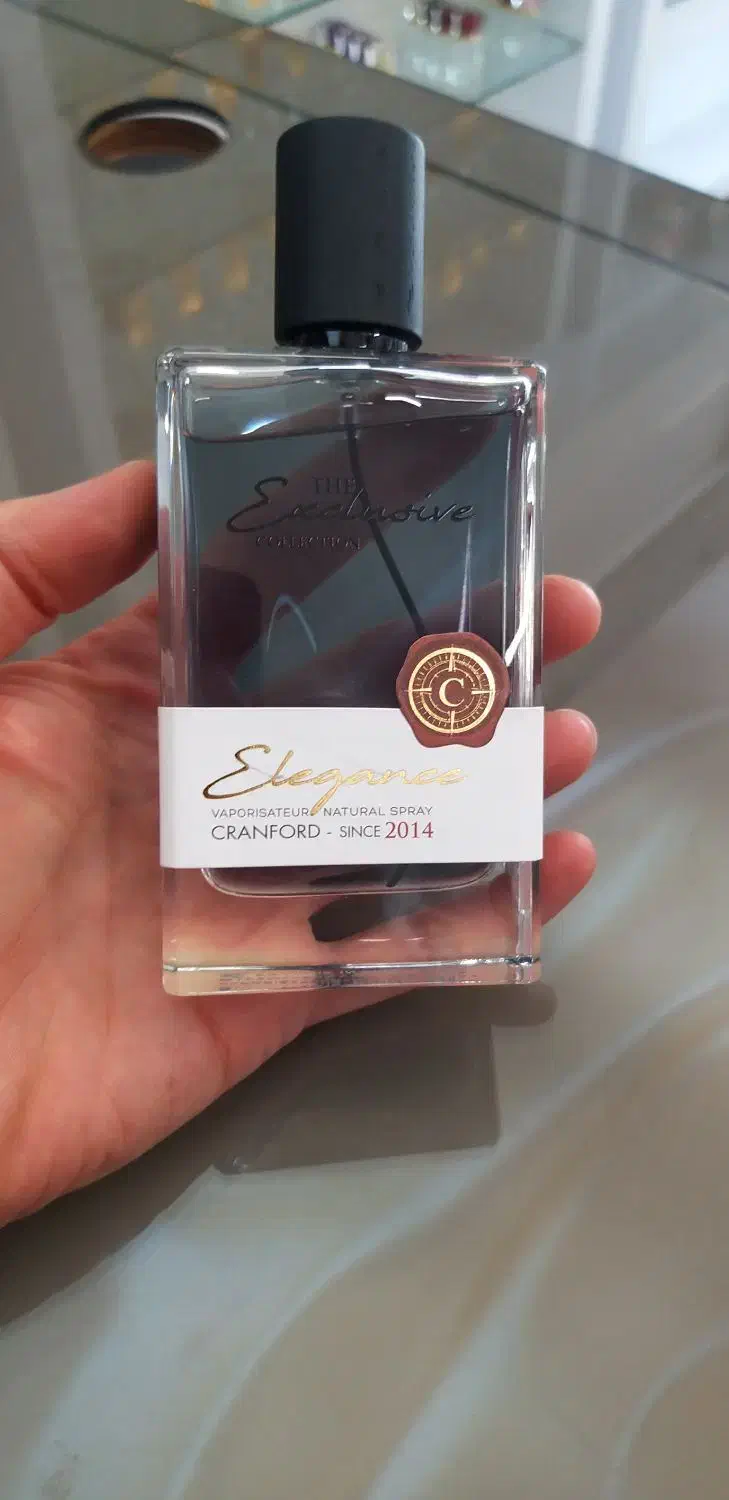 THE
Exclusive
COLLECTION
C
Elegance
VAPORISATEUR NATURAL SPRAY
CRANFORD - SINCE 2014